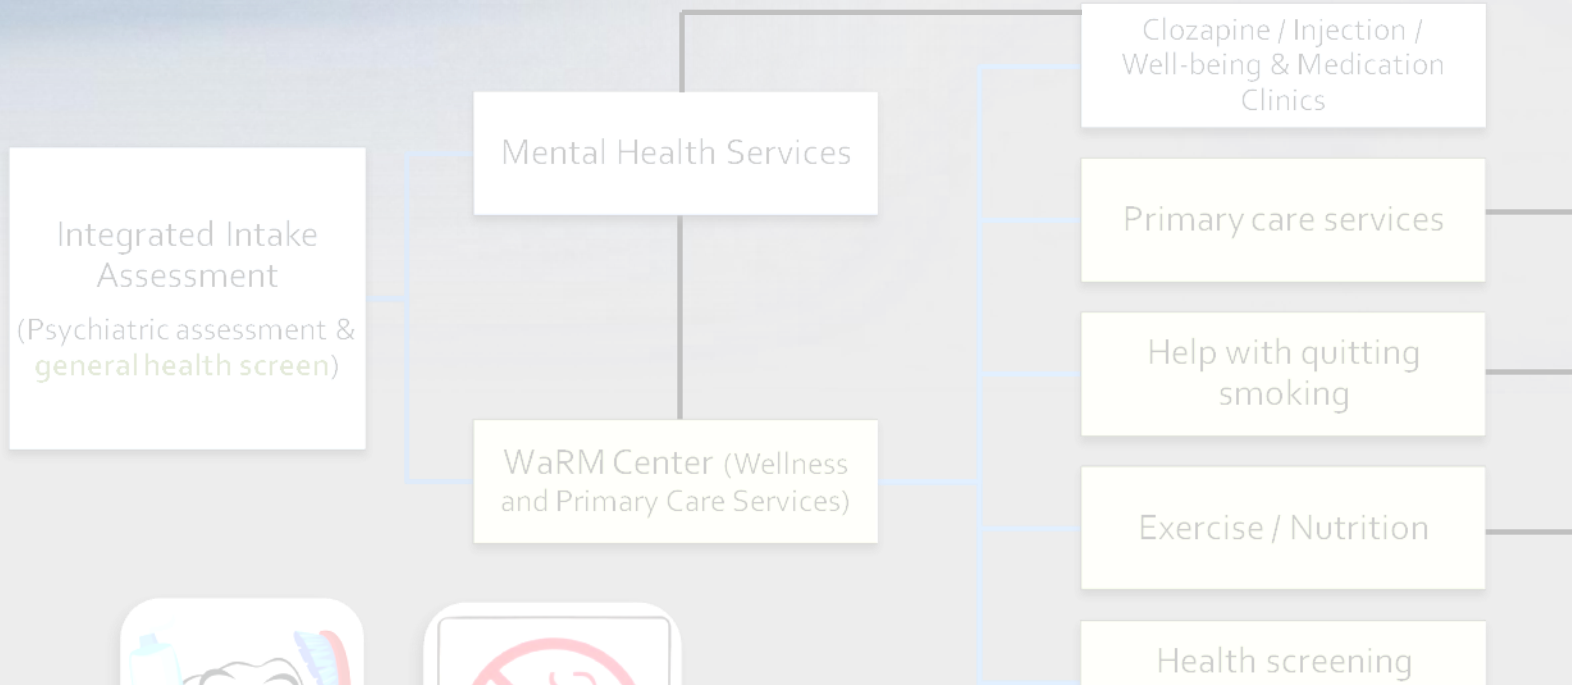 Clozapine / Injection /
Well-being & Medication
Clinics
Mental Health Services
Primary care services
Integrated Intake
Assessment
(Psychiatric assessment &
general health screen)
Help with quitting
smoking
WaRM Center (Wellness
and Primary Care Services)
Exercise / Nutrition
Health screening